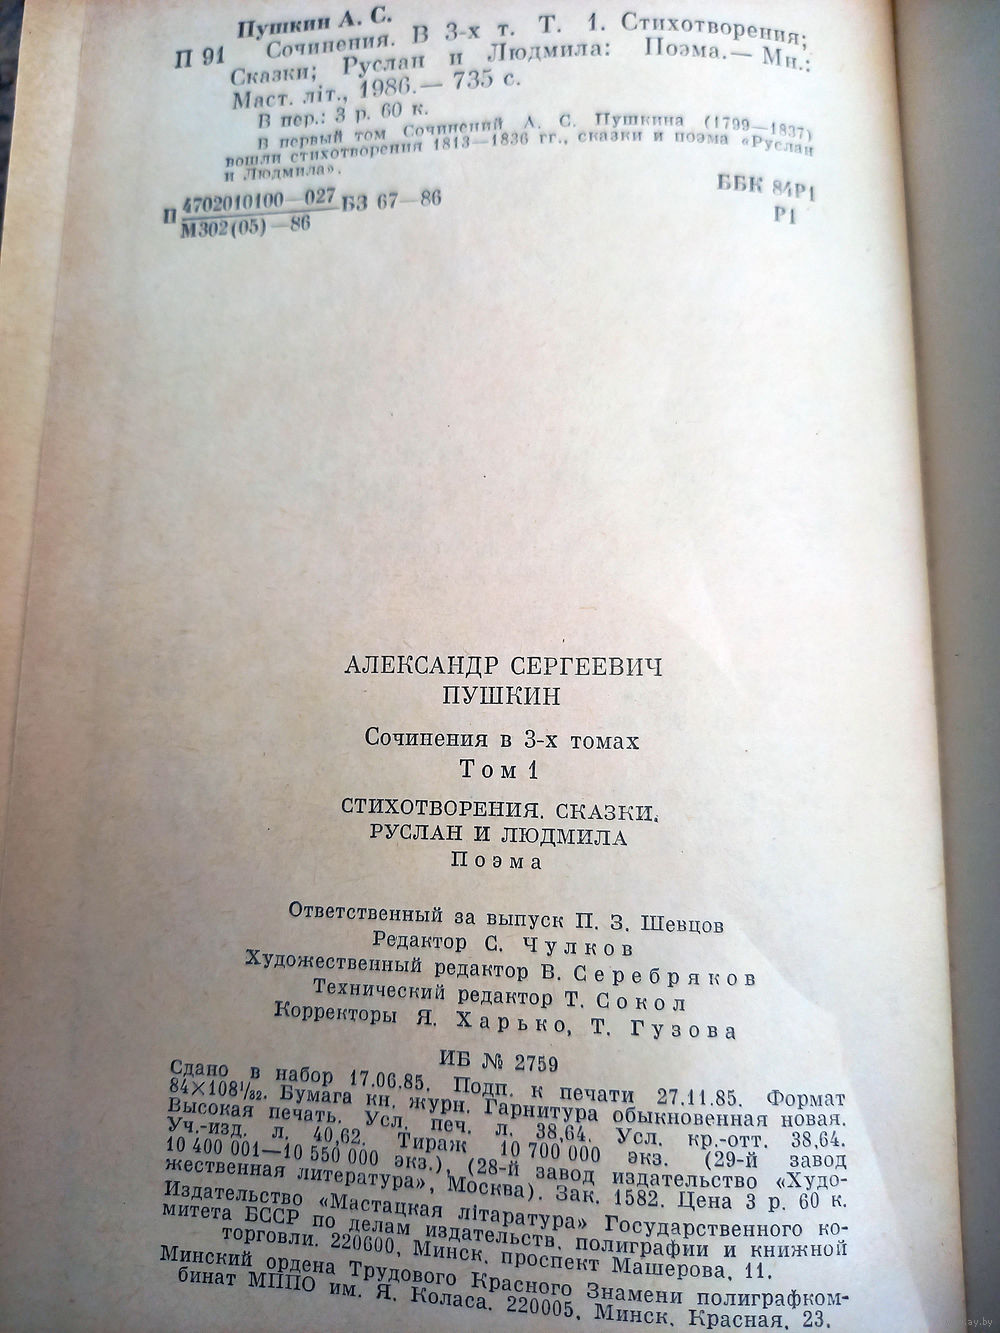 Пушкин А. С.
П 91 Сочинения. В 3-х т. Т. 1. Стихотворения;
Сказки; Руслан и Людмила: Поэма.— Мн.:
Маст. літ., 1986.— 735 с.
В пер.: 3 р. 60 к.
В первый том Сочинений А. С. Пушкина (1799—1837)
вошли стихотворения 1813—1836 гг., сказки и поэма «Руслан
и Людмила».
П 4702010100—027 БЗ 67—86
М302(05)—86
ББК 84Р1
Р1
АЛЕКСАНДР СЕРГЕЕВИЧ
ПУШКИН
Сочинения в 3-х томах
Том 1
СТИХОТВОРЕНИЯ. СКАЗКИ.
РУСЛАН И ЛЮДМИЛА
Поэма
Ответственный за выпуск П. З. Шевцов
Редактор С. Чулков
Художественный редактор В. Серебряков
Технический редактор Т. Сокол
Корректоры Я. Харько, Т. Гузова
ИБ № 2759
Сдано в набор 17.06.85. Подп. к печати 27.11.85. Формат
84×108¹/₃₂. Бумага кн. журн. Гарнитура обыкновенная новая.
Высокая печать. Усл. печ. л. 38,64. Усл. кр.-отт. 38,64.
Уч.-изд. л. 40,62. Тираж 10 700 000 экз. (29-й завод
10 400 001—10 550 000 экз.), (28-й завод издательство «Худо-
жественная литература», Москва). Зак. 1582. Цена 3 р. 60 к.
Издательство «Мастацкая літаратура» Государственного ко-
митета БССР по делам издательств, полиграфии и книжной
торговли. 220600, Минск, проспект Машерова, 11.
Минский ордена Трудового Красного Знамени полиграфком-
бинат МППО им. Я. Коласа. 220005, Минск, Красная, 23.
ay.by